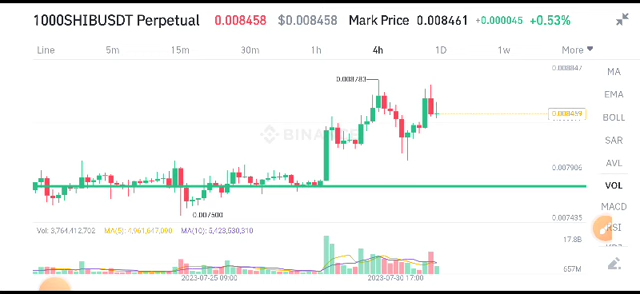 1000SHIBUSDT Perpetual 0.008458 $0.008458 Mark Price 0.008461 +0.000045 +0.53%
Line 5m 15m 30m 1h 4h 1D 1w More
0.008847
MA
0.008783
EMA
0.008459
BOLL
BINANCE
SAR
AVL
0.007906
VOL
0.007500
0.007435
MACD
RSI
Vol: 3,764,412,702 MA(5): 4,961,647,000 MA(10): 5,423,530,310
17.8B
657M
2023-07-25 09:00 2023-07-30 17:00